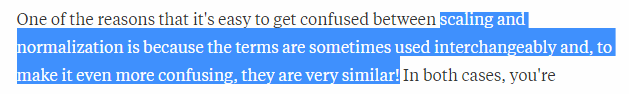 One of the reasons that it's easy to get confused between scaling and
normalization is because the terms are sometimes used interchangeably and, to
make it even more confusing, they are very similar! In both cases, you're